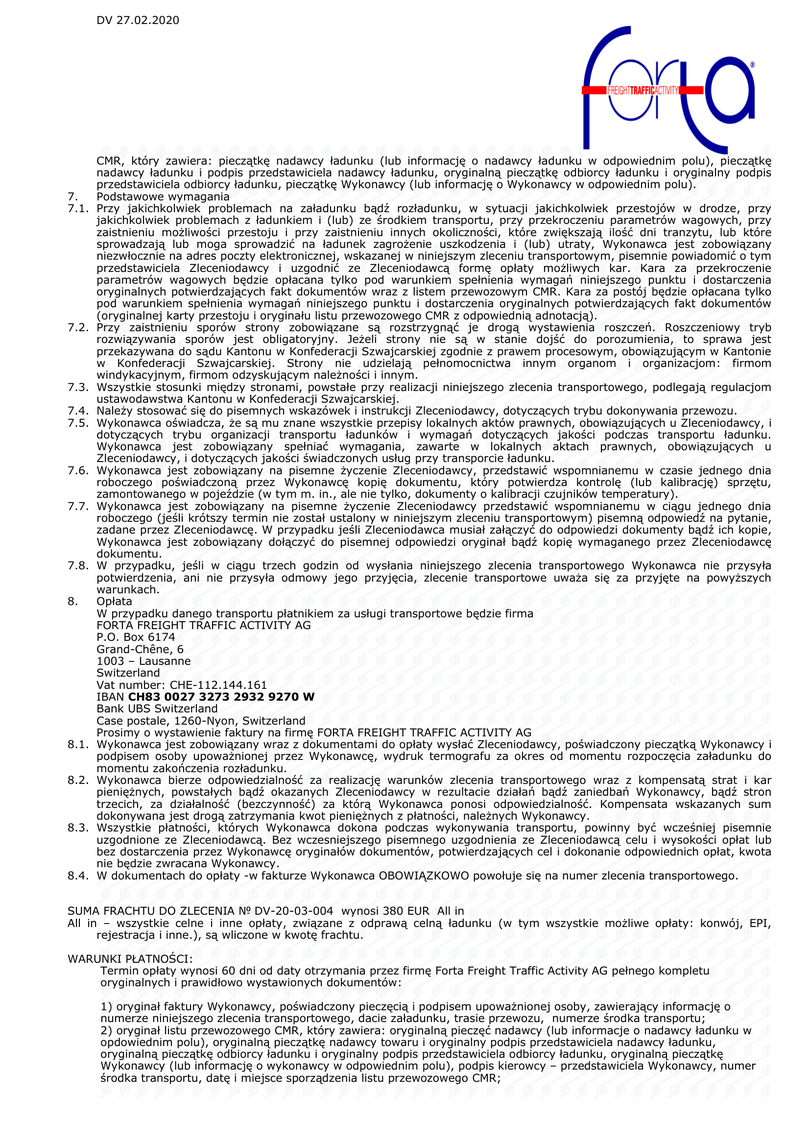 DV 27.02.2020
forta
FREIGHTTRAFFICACTIVITY
®
CMR, który zawiera: pieczątkę nadawcy ładunku (lub informację o nadawcy ładunku w odpowiednim polu), pieczątkę
nadawcy ładunku i podpis przedstawiciela nadawcy ładunku, oryginalną pieczątkę odbiorcy ładunku i oryginalny podpis
przedstawiciela odbiorcy ładunku, pieczątkę Wykonawcy (lub informację o Wykonawcy w odpowiednim polu).
7. Podstawowe wymagania
7.1. Przy jakichkolwiek problemach na załadunku bądź rozładunku, w sytuacji jakichkolwiek przestojów w drodze, przy
jakichkolwiek problemach z ładunkiem i (lub) ze środkiem transportu, przy przekroczeniu parametrów wagowych, przy
zaistnieniu możliwości przestoju i przy zaistnieniu innych okoliczności, które zwiększają ilość dni tranzytu, lub które
sprowadzają lub moga sprowadzić na ładunek zagrożenie uszkodzenia i (lub) utraty, Wykonawca jest zobowiązany
niezwłocznie na adres poczty elektronicznej, wskazanej w niniejszym zleceniu transportowym, pisemnie powiadomić o tym
przedstawiciela Zleceniodawcy i uzgodnić ze Zleceniodawcą formę opłaty możliwych kar. Kara za przekroczenie
parametrów wagowych będzie opłacana tylko pod warunkiem spełnienia wymagań niniejszego punktu i dostarczenia
oryginalnych potwierdzających fakt dokumentów wraz z listem przewozowym CMR. Kara za postój będzie opłacana tylko
pod warunkiem spełnienia wymagań niniejszego punktu i dostarczenia oryginalnych potwierdzających fakt dokumentów
(oryginalnej karty przestoju i oryginału listu przewozowego CMR z odpowiednią adnotacją).
7.2. Przy zaistnieniu sporów strony zobowiązane są rozstrzygnąć je drogą wystawienia roszczeń. Roszczeniowy tryb
rozwiązywania sporów jest obligatoryjny. Jeżeli strony nie są w stanie dojść do porozumienia, to sprawa jest
przekazywana do sądu Kantonu w Konfederacji Szwajcarskiej zgodnie z prawem procesowym, obowiązującym w Kantonie
w Konfederacji Szwajcarskiej. Strony nie udzielają pełnomocnictwa innym organom i organizacjom: firmom
windykacyjnym, firmom odzyskującym należności i innym.
7.3. Wszystkie stosunki między stronami, powstałe przy realizacji niniejszego zlecenia transportowego, podlegają regulacjom
ustawodawstwa Kantonu w Konfederacji Szwajcarskiej.
7.4. Należy stosować się do pisemnych wskazówek i instrukcji Zleceniodawcy, dotyczących trybu dokonywania przewozu.
7.5. Wykonawca oświadcza, że są mu znane wszystkie przepisy lokalnych aktów prawnych, obowiązujących u Zleceniodawcy, i
dotyczących trybu organizacji transportu ładunków i wymagań dotyczących jakości podczas transportu ładunku.
Wykonawca jest zobowiązany spełniać wymagania, zawarte w lokalnych aktach prawnych, obowiązujących u
Zleceniodawcy, i dotyczących jakości świadczonych usług przy transporcie ładunku.
7.6. Wykonawca jest zobowiązany na pisemne życzenie Zleceniodawcy, przedstawić wspomnianemu w czasie jednego dnia
roboczego poświadczoną przez Wykonawcę kopię dokumentu, który potwierdza kontrolę (lub kalibrację) sprzętu,
zamontowanego w pojeździe (w tym m. in., ale nie tylko, dokumenty o kalibracji czujników temperatury).
7.7. Wykonawca jest zobowiązany na pisemne życzenie Zleceniodawcy przedstawić wspomnianemu w ciągu jednego dnia
roboczego (jeśli krótszy termin nie został ustalony w niniejszym zleceniu transportowym) pisemną odpowiedź na pytanie,
zadane przez Zleceniodawcę. W przypadku jeśli Zleceniodawca musiał załączyć do odpowiedzi dokumenty bądź ich kopie,
Wykonawca jest zobowiązany dołączyć do pisemnej odpowiedzi oryginał bądź kopię wymaganego przez Zleceniodawcę
dokumentu.
7.8. W przypadku, jeśli w ciągu trzech godzin od wysłania niniejszego zlecenia transportowego Wykonawca nie przysyła
potwierdzenia, ani nie przysyła odmowy jego przyjęcia, zlecenie transportowe uważa się za przyjęte na powyższych
warunkach.
8. Opłata
W przypadku danego transportu płatnikiem za usługi transportowe będzie firma
FORTA FREIGHT TRAFFIC ACTIVITY AG
P.O. Box 6174
Grand-Chêne, 6
1003 – Lausanne
Switzerland
Vat number: CHE-112.144.161
IBAN CH83 0027 3273 2932 9270 W
Bank UBS Switzerland
Case postale, 1260-Nyon, Switzerland
Prosimy o wystawienie faktury na firmę FORTA FREIGHT TRAFFIC ACTIVITY AG
8.1. Wykonawca jest zobowiązany wraz z dokumentami do opłaty wysłać Zleceniodawcy, poświadczony pieczątką Wykonawcy i
podpisem osoby upoważnionej przez Wykonawcę, wydruk termografu za okres od momentu rozpoczęcia załadunku do
momentu zakończenia rozładunku.
8.2. Wykonawca bierze odpowiedzialność za realizację warunków zlecenia transportowego wraz z kompensatą strat i kar
pieniężnych, powstałych bądź okazanych Zleceniodawcy w rezultacie działań bądź zaniedbań Wykonawcy, bądź stron
trzecich, za działalność (bezczynność) za którą Wykonawca ponosi odpowiedzialność. Kompensata wskazanych sum
dokonywana jest drogą zatrzymania kwot pieniężnych z płatności, należnych Wykonawcy.
8.3. Wszystkie płatności, których Wykonawca dokona podczas wykonywania transportu, powinny być wcześniej pisemnie
uzgodnione ze Zleceniodawcą. Bez wczesniejszego pisemnego uzgodnienia ze Zleceniodawcą celu i wysokości opłat lub
bez dostarczenia przez Wykonawcę oryginałów dokumentów, potwierdzających cel i dokonanie odpowiednich opłat, kwota
nie będzie zwracana Wykonawcy.
8.4. W dokumentach do opłaty -w fakturze Wykonawca OBOWIĄZKOWO powołuje się na numer zlecenia transportowego.
SUMA FRACHTU DO ZLECENIA Nº DV-20-03-004 wynosi 380 EUR All in
All in – wszystkie celne i inne opłaty, związane z odprawą celną ładunku (w tym wszystkie możliwe opłaty: konwój, EPI,
rejestracja i inne.), są wliczone w kwotę frachtu.
WARUNKI PŁATNOŚCI:
Termin opłaty wynosi 60 dni od daty otrzymania przez firmę Forta Freight Traffic Activity AG pełnego kompletu
oryginalnych i prawidłowo wystawionych dokumentów:
1) oryginał faktury Wykonawcy, poświadczony pieczęcią i podpisem upoważnionej osoby, zawierający informację o
numerze niniejszego zlecenia transportowego, dacie załadunku, trasie przewozu, numerze środka transportu;
2) oryginał listu przewozowego CMR, który zawiera: oryginalną pieczęć nadawcy (lub informacje o nadawcy ładunku w
opdowiednim polu), oryginalną pieczątkę nadawcy towaru i oryginalny podpis przedstawiciela nadawcy ładunku,
oryginalną pieczątkę odbiorcy ładunku i oryginalny podpis przedstawiciela odbiorcy ładunku, oryginalną pieczątkę
Wykonawcy (lub informację o wykonawcy w odpowiednim polu), podpis kierowcy – przedstawiciela Wykonawcy, numer
środka transportu, datę i miejsce sporządzenia listu przewozowego CMR;